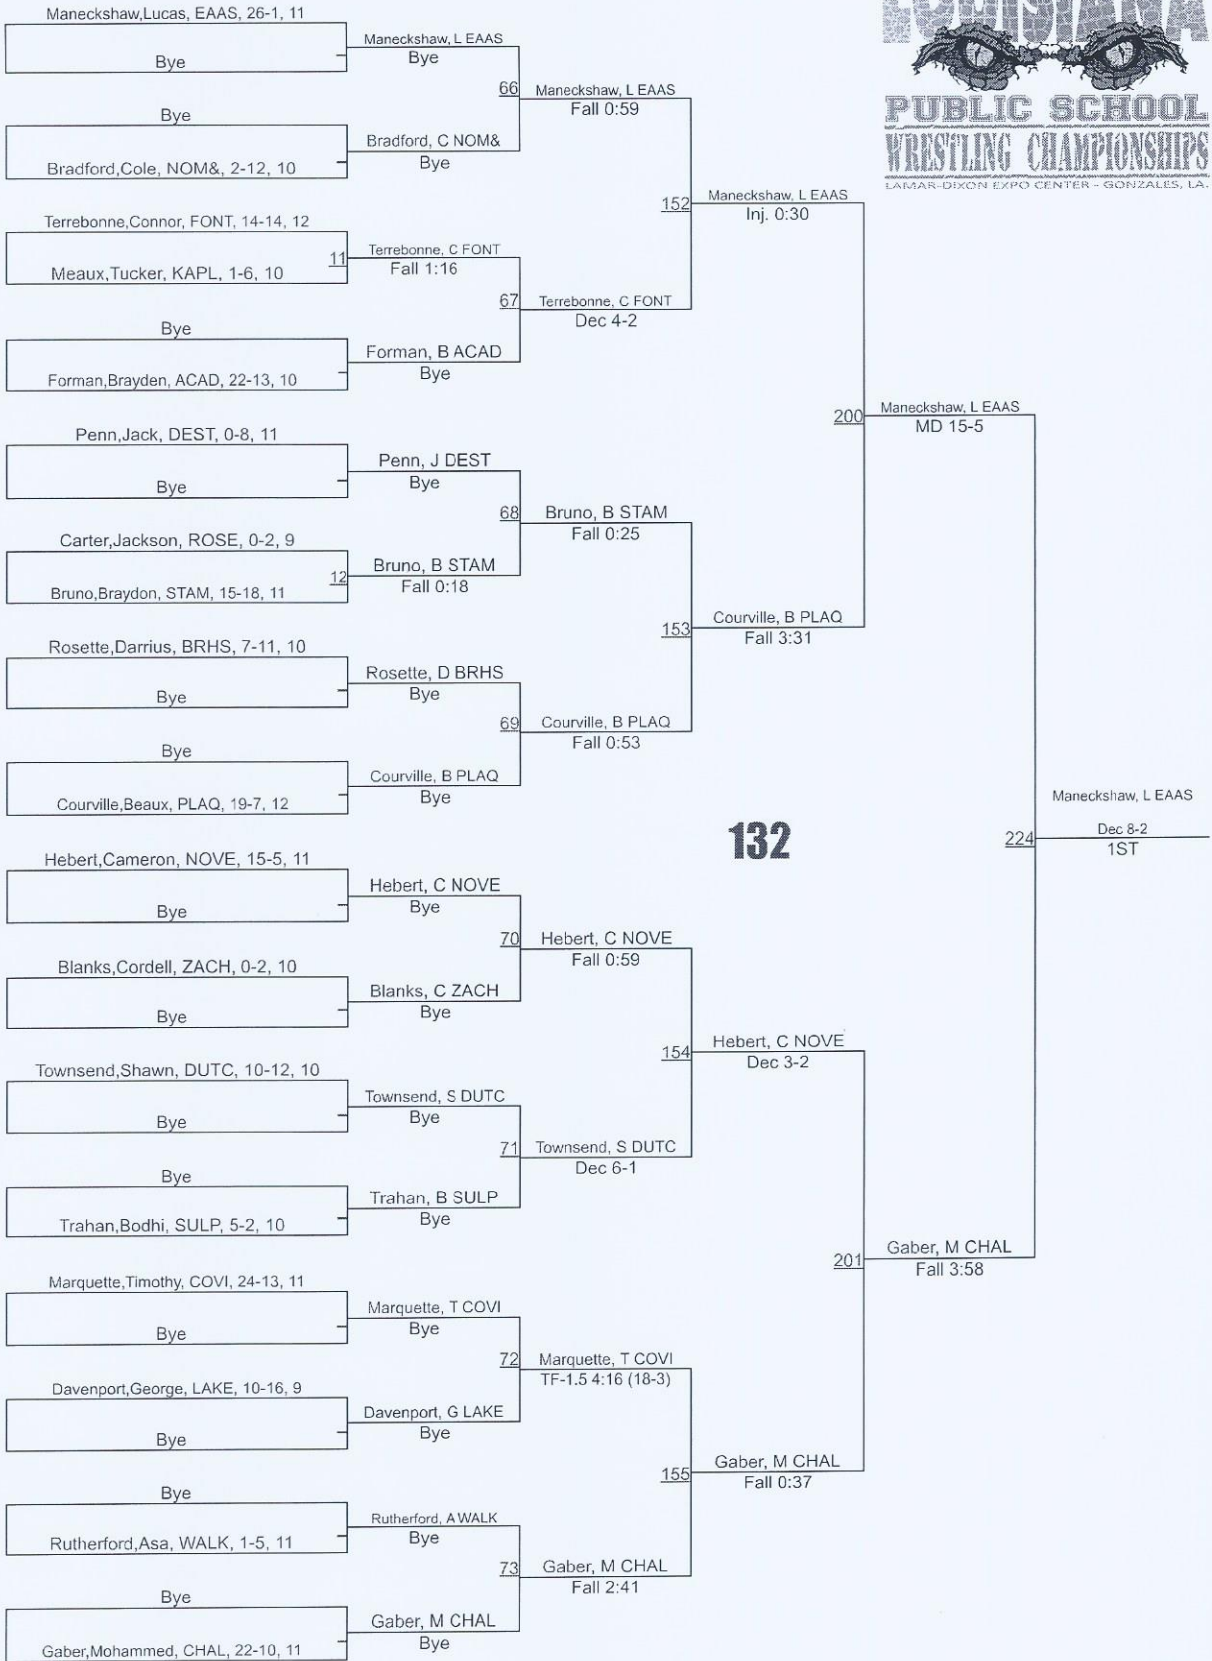 LOUISIANA
PUBLIC SCHOOL
WRESTLING CHAMPIONSHIPS
LAMAR-DIXON EXPO CENTER - GONZALES, LA.
Maneckshaw,Lucas, EAAS, 26-1, 11
Bye
Bye
Bradford,Cole, NOM&, 2-12, 10
Terrebonne,Connor, FONT, 14-14, 12
11
Meaux,Tucker, KAPL, 1-6, 10
Bye
Forman,Brayden, ACAD, 22-13, 10
Penn,Jack, DEST, 0-8, 11
Bye
Carter,Jackson, ROSE, 0-2, 9
12
Bruno,Braydon, STAM, 15-18, 11
Rosette,Darrius, BRHS, 7-11, 10
Bye
Bye
Courville,Beaux, PLAQ, 19-7, 12
Hebert,Cameron, NOVE, 15-5, 11
Bye
Blanks,Cordell, ZACH, 0-2, 10
Bye
Townsend,Shawn, DUTC, 10-12, 10
Bye
Bye
Trahan,Bodhi, SULP, 5-2, 10
Marquette,Timothy, COVI, 24-13, 11
Bye
Davenport,George, LAKE, 10-16, 9
Bye
Bye
Rutherford,Asa, WALK, 1-5, 11
Bye
Gaber,Mohammed, CHAL, 22-10, 11
Maneckshaw, L EAAS
Bye
66
Bradford, C NOM&
Bye
Terrebonne, C FONT
Fall 1:16
67
Forman, B ACAD
Bye
Penn, J DEST
Bye
68
Bruno, B STAM
Fall 0:18
Rosette, D BRHS
Bye
69
Courville, B PLAQ
Bye
Hebert, C NOVE
Bye
70
Blanks, C ZACH
Bye
Townsend, S DUTC
Bye
71
Trahan, B SULP
Bye
Marquette, T COVI
Bye
72
Davenport, G LAKE
Bye
Rutherford, A WALK
Bye
73
Gaber, M CHAL
Bye
Maneckshaw, L EAAS
Fall 0:59
152
Terrebonne, C FONT
Dec 4-2
Bruno, B STAM
Fall 0:25
153
Courville, B PLAQ
Fall 0:53
Hebert, C NOVE
Fall 0:59
154
Townsend, S DUTC
Dec 6-1
Marquette, T COVI
TF-1.5 4:16 (18-3)
155
Gaber, M CHAL
Fall 2:41
Maneckshaw, L EAAS
Inj. 0:30
200
Courville, B PLAQ
Fall 3:31
132
Hebert, C NOVE
Dec 3-2
201
Gaber, M CHAL
Fall 0:37
Maneckshaw, L EAAS
MD 15-5
224
Gaber, M CHAL
Fall 3:58
Maneckshaw, L EAAS
Dec 8-2
1ST